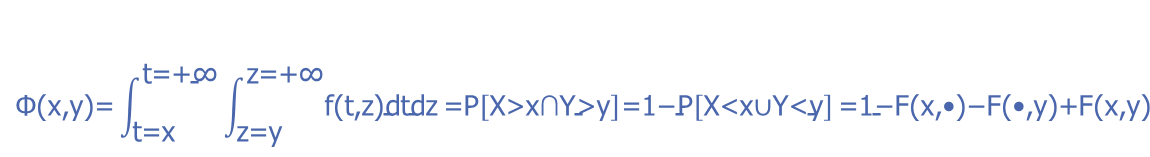 Φ(x,y)=∫t=x t=+∞ ∫z=y z=+∞ f(t,z)dtdz =P[X>x∩Y>y]=1−P[X<x∪Y<y] =1−F(x,•)−F(•,y)+F(x,y)